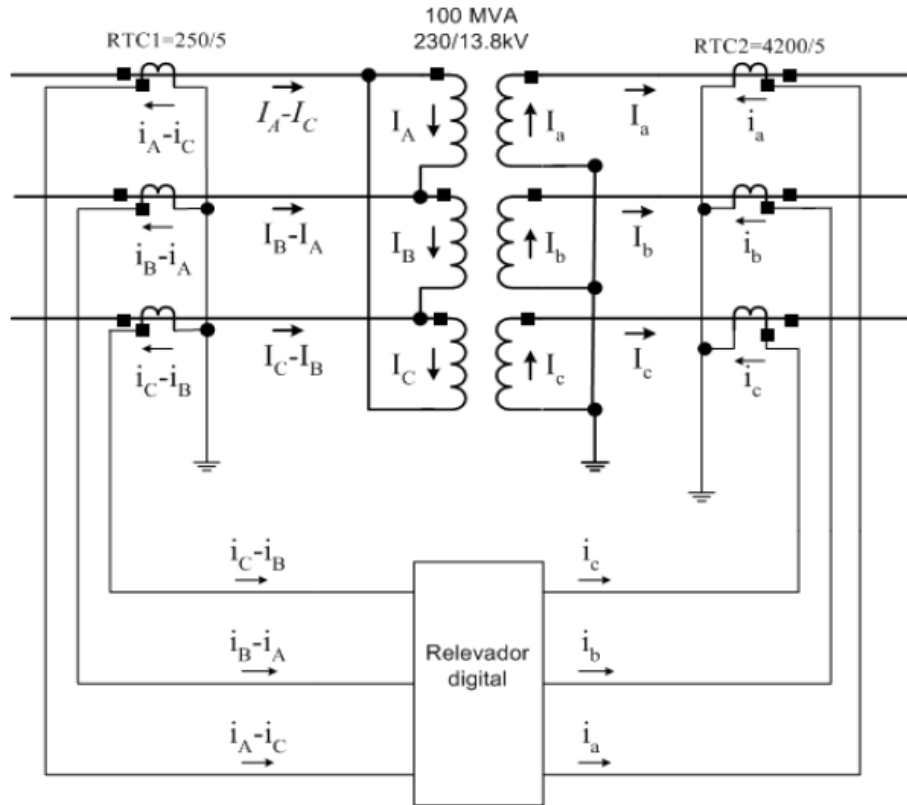 100 MVA
230/13.8kV
RTC1=250/5
RTC2=4200/5
I_A-I_C
I_A
I_a
I_a
i_A-i_C
i_a
I_B-I_A
I_B
I_b
I_b
i_B-i_A
i_b
I_C-I_B
I_C
I_c
I_c
i_C-i_B
i_c
i_C-i_B
i_c
i_B-i_A
i_b
Relevador
digital
i_A-i_C
i_a